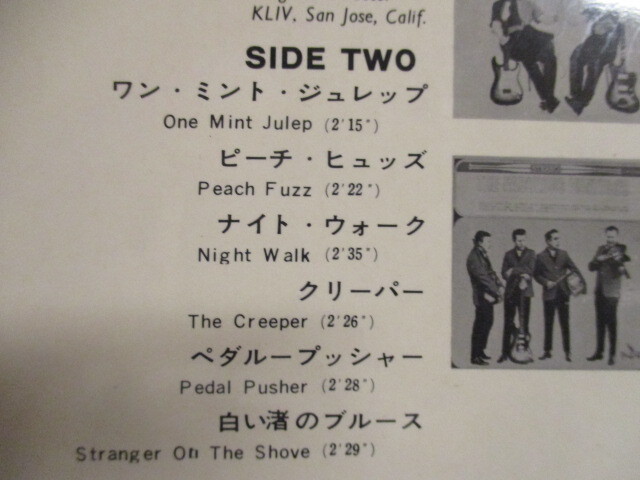 KLIV, San Jose, Calif.
SIDE TWO
ワン・ミント・ジュレップ
One Mint Julep (2'15")
ピーチ・ヒュッズ
Peach Fuzz (2'22")
ナイト・ウォーク
Night Walk (2'35")
クリーパー
The Creeper (2'26")
ペダループッシャー
Pedal Pusher (2'28")
白い渚のブルース
Stranger On The Shove (2'29")